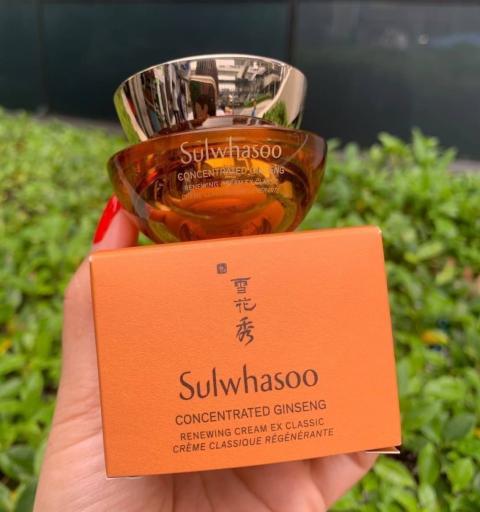 Sulwhasoo
CONCENTRATED GINSENG
RENEWING CREAM EX CLASSIC
雪
花
秀
Sulwhasoo
CONCENTRATED GINSENG
RENEWING CREAM EX CLASSIC
CRÈME CLASSIQUE RÉGÉNÉRANTE